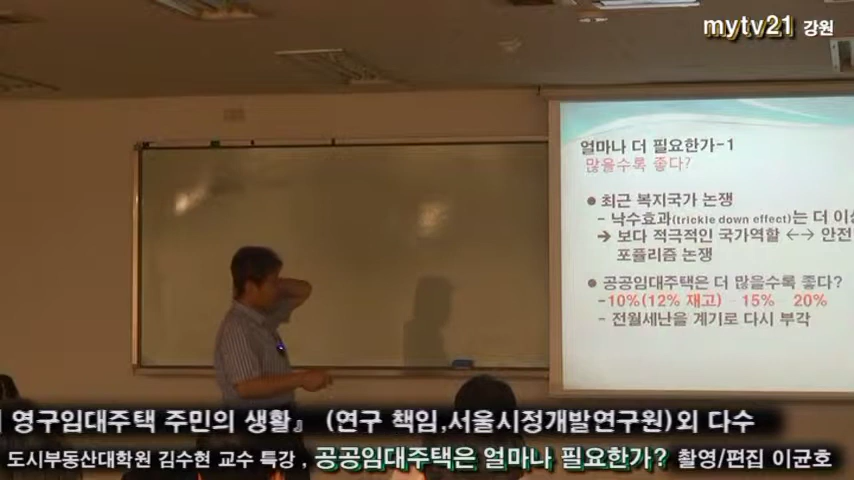 mytv21 강원
얼마나 더 필요한가-1
많을수록 좋다?
● 최근 복지국가 논쟁
- 낙수효과(trickle down effect)는 더 이상
➔ 보다 적극적인 국가역할 ←→ 안전
포퓰리즘 논쟁
● 공공임대주택은 더 많을수록 좋다?
-10%(12% 재고) 15% 20%
- 전월세난을 계기로 다시 부각
영구임대주택 주민의 생활』 (연구 책임,서울시정개발연구원)외 다수
도시부동산대학원 김수현 교수 특강 , 공공임대주택은 얼마나 필요한가? 촬영/편집 이균호